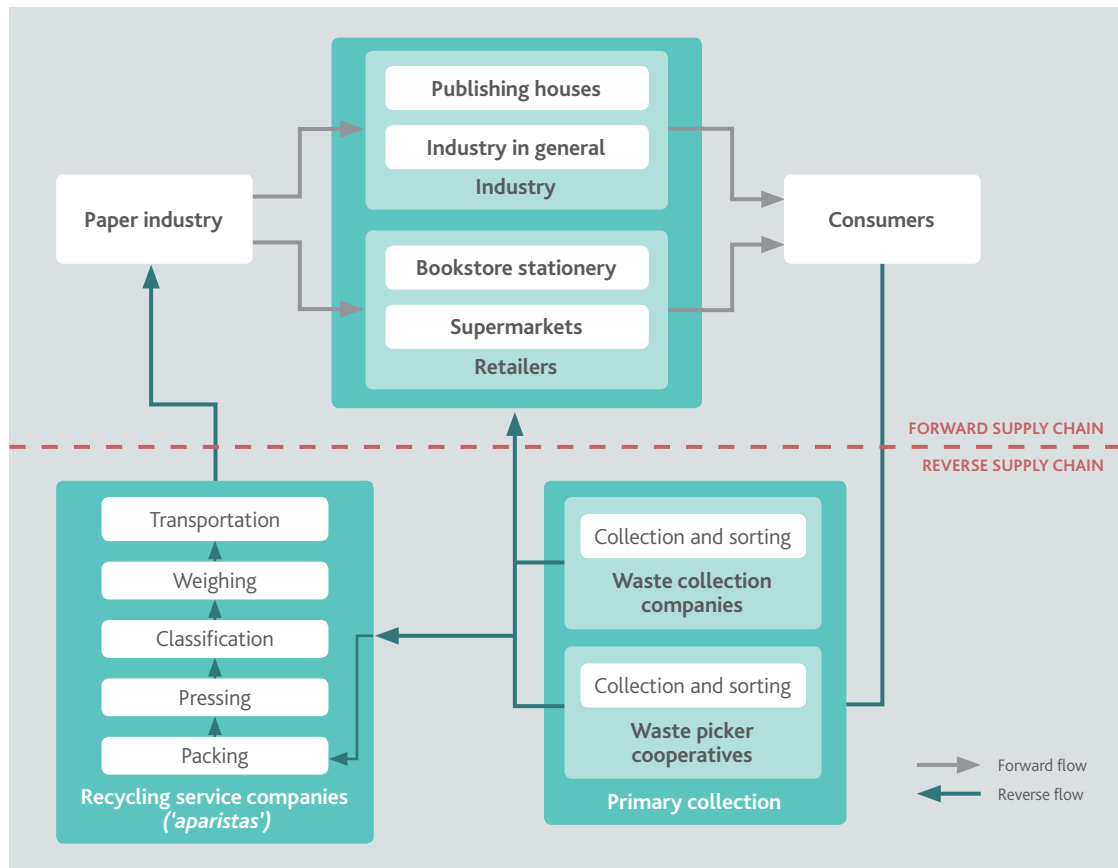 Publishing houses
Industry in general
Industry
Paper industry
Consumers
Bookstore stationery
Supermarkets
Retailers
FORWARD SUPPLY CHAIN
REVERSE SUPPLY CHAIN
Transportation
Weighing
Classification
Pressing
Packing
Recycling service companies
('aparistas')
Collection and sorting
Waste collection
companies
Collection and sorting
Waste picker
cooperatives
Primary collection
Forward flow
Reverse flow